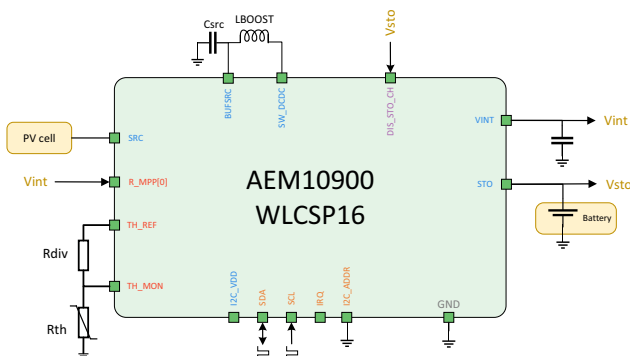 Csrc
LBOOST
Vsto
BUFSRC
SW_DCDC
DIS_STO_CH
PV cell
SRC
VINT
Vint
Vint
R_MPP[0]
AEM10900
WLCSP16
STO
Vsto
TH_REF
Battery
Rdiv
TH_MON
Rth
I2C_VDD
SDA
SCL
IRQ
I2C_ADDR
GND